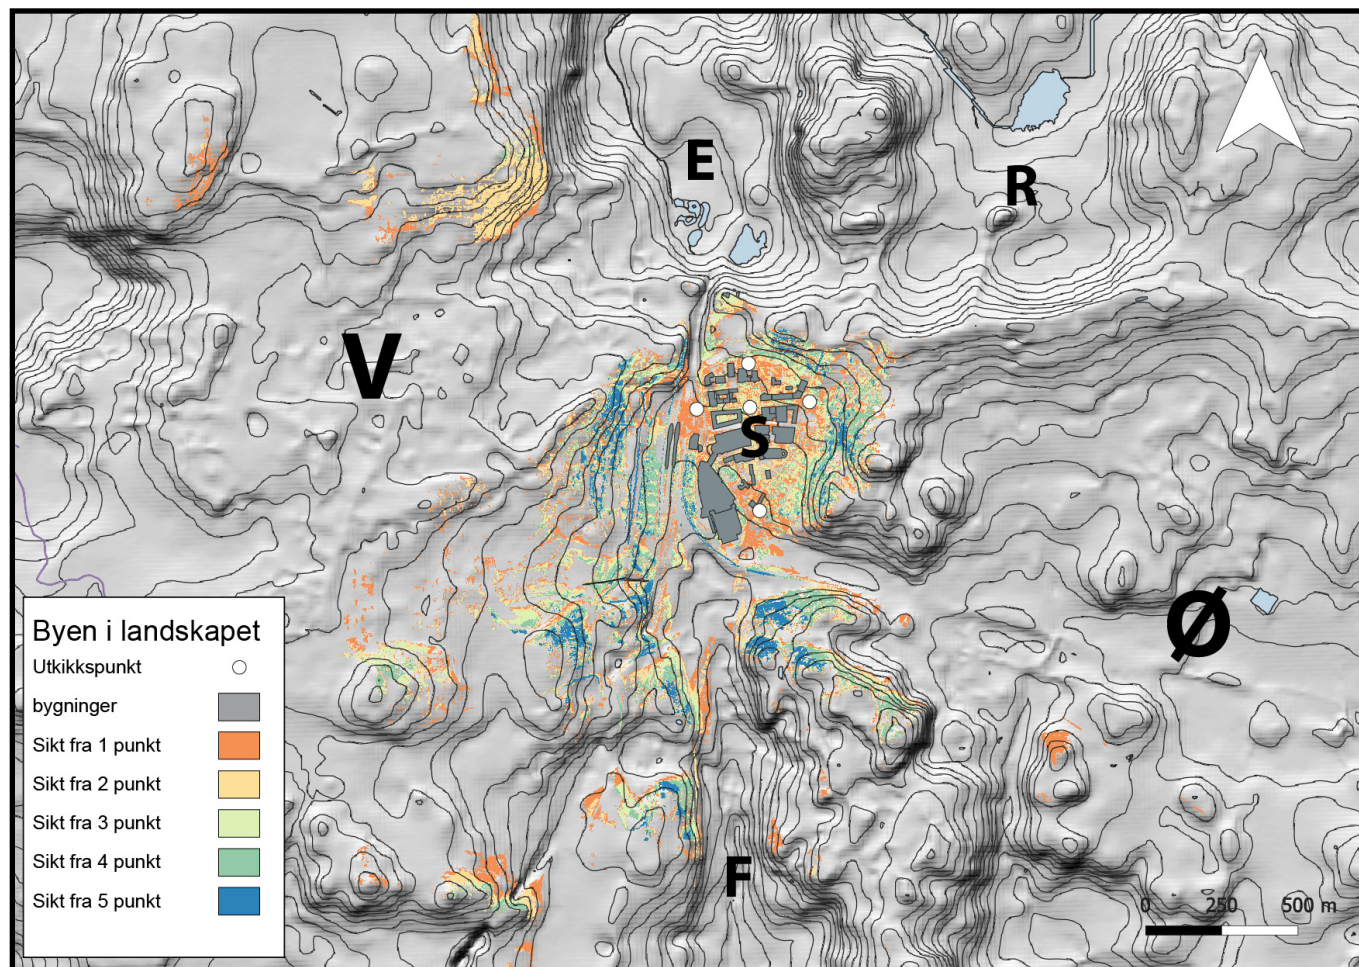 E
R
V
S
Ø
F
Byen i landskapet
Utkikkspunkt
bygninger
Sikt fra 1 punkt
Sikt fra 2 punkt
Sikt fra 3 punkt
Sikt fra 4 punkt
Sikt fra 5 punkt
0 250 500 m